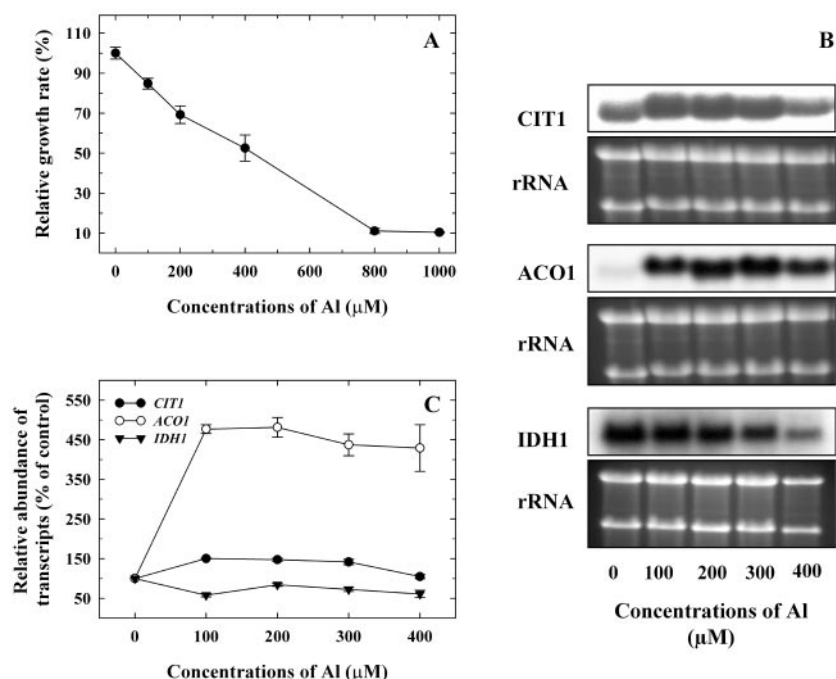 A
Relative growth rate (%)
110
90
70
50
30
10
0 200 400 600 800 1000
Concentrations of Al (μM)
B
CIT1
rRNA
ACO1
rRNA
IDH1
rRNA
0 100 200 300 400
Concentrations of Al
(μM)
C
CIT1
ACO1
IDH1
Relative abundance of
transcripts (% of control)
550
450
350
250
150
50
0 100 200 300 400
Concentrations of Al (μM)